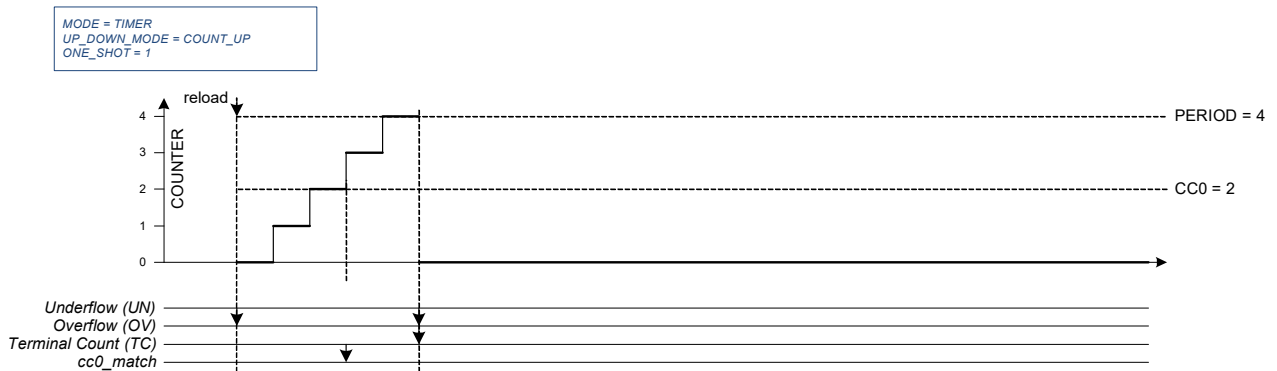 MODE = TIMER
UP_DOWN_MODE = COUNT_UP
ONE_SHOT = 1
reload
4
PERIOD = 4
3
COUNTER
2
CC0 = 2
1
0
Underflow (UN)
Overflow (OV)
Terminal Count (TC)
cc0_match